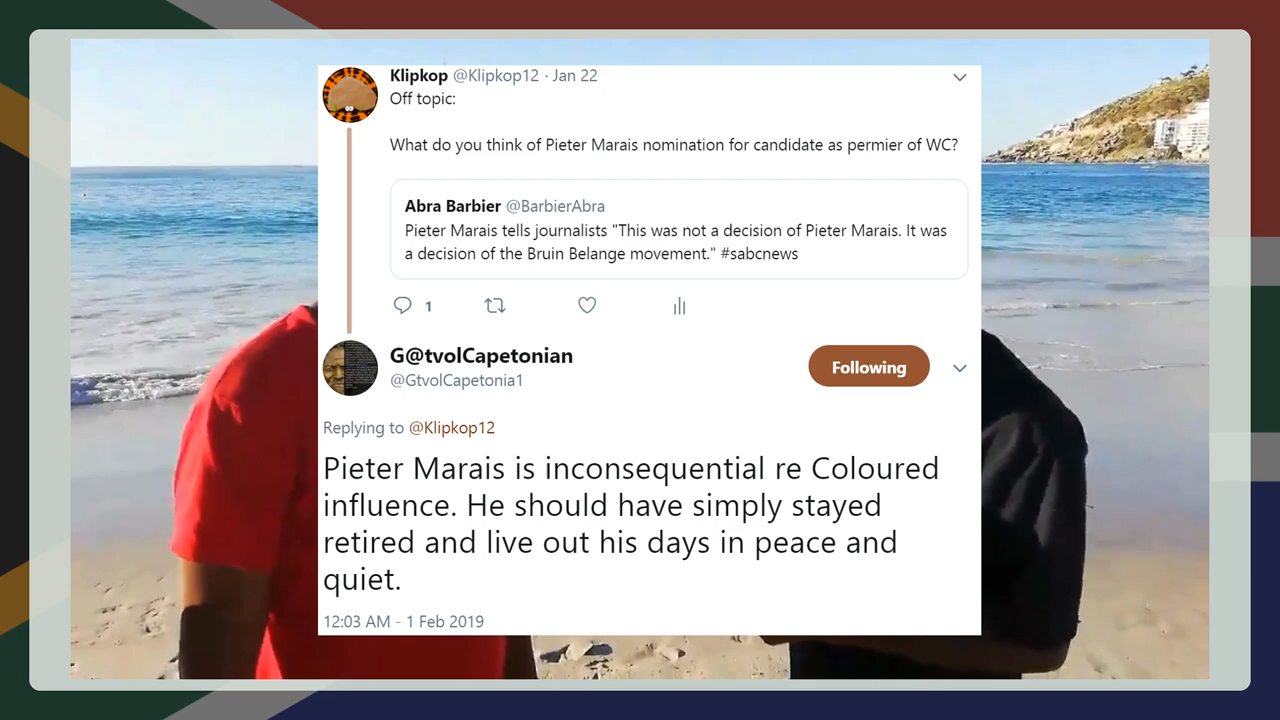 Klipkop @Klipkop12 · Jan 22
Off topic:
What do you think of Pieter Marais nomination for candidate as permier of WC?
Abra Barbier @BarbierAbra
Pieter Marais tells journalists "This was not a decision of Pieter Marais. It was
a decision of the Bruin Belange movement." #sabcnews
1
G@tvolCapetonian
@GtvolCapetonia1
Following
Replying to @Klipkop12
Pieter Marais is inconsequential re Coloured
influence. He should have simply stayed
retired and live out his days in peace and
quiet.
12:03 AM - 1 Feb 2019